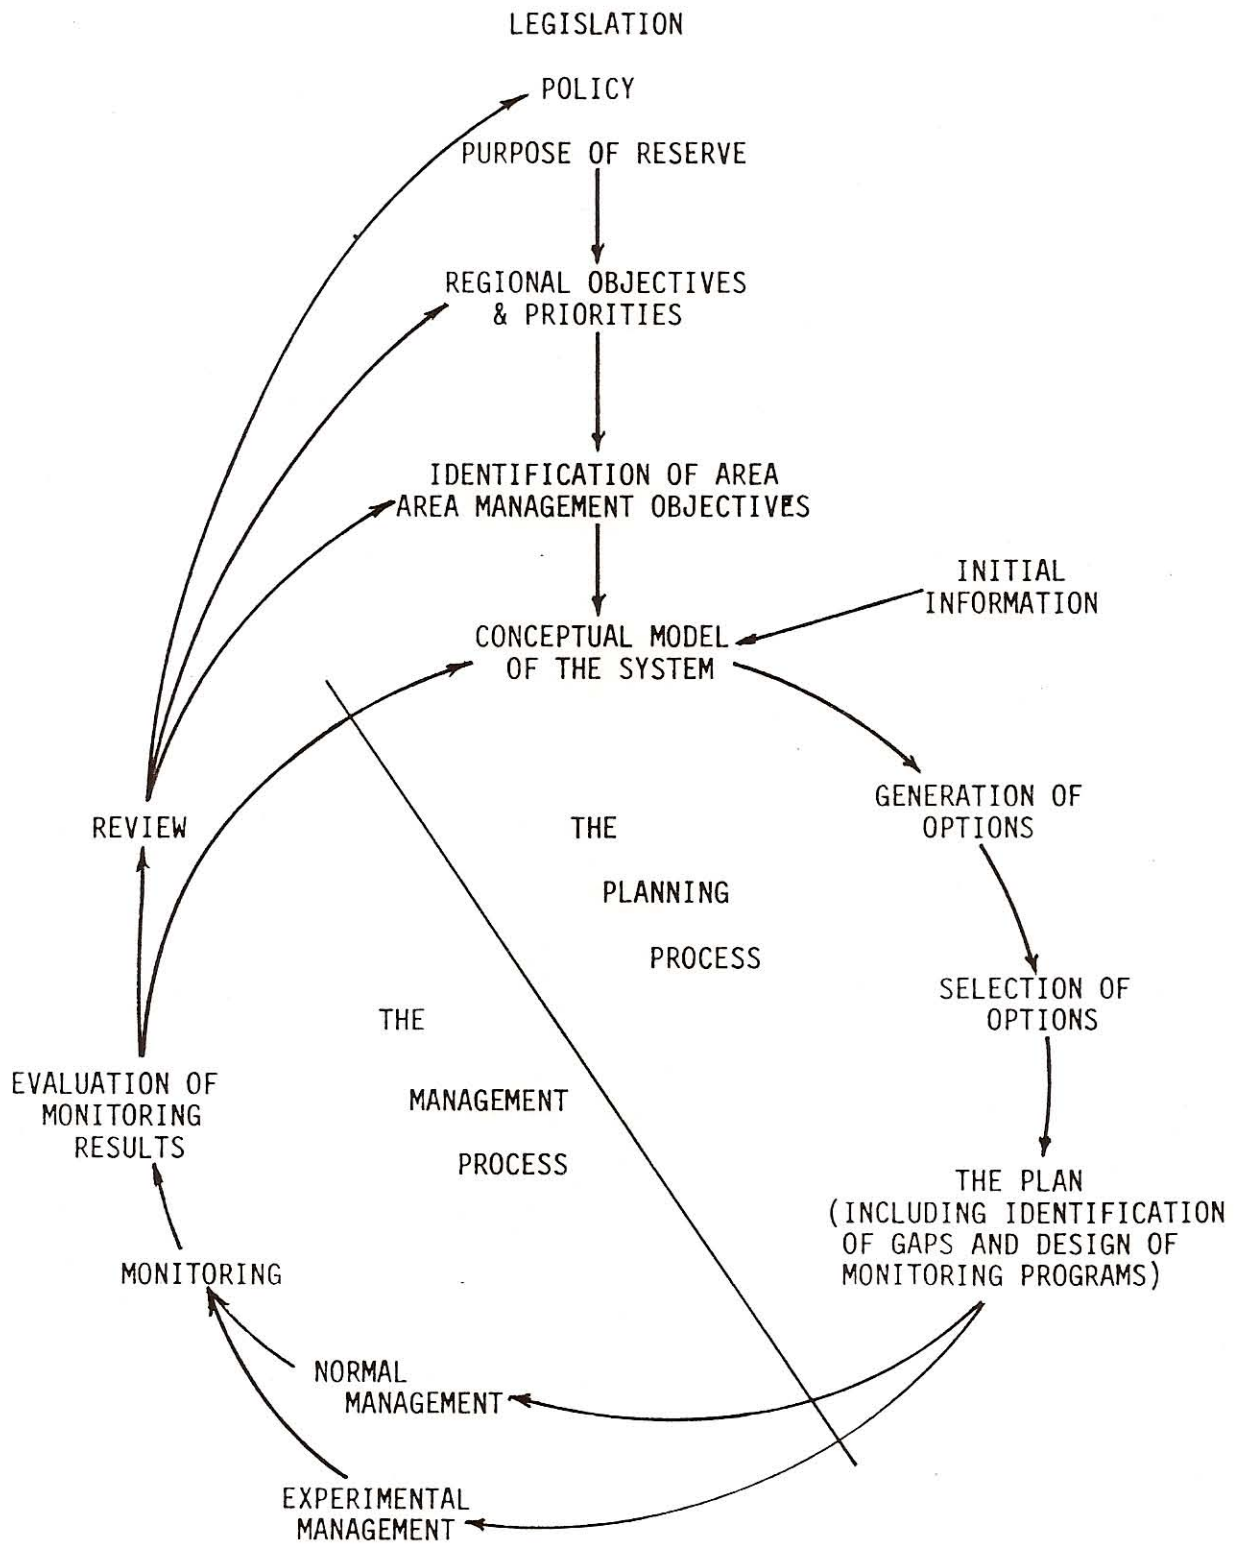 LEGISLATION
POLICY
PURPOSE OF RESERVE
REGIONAL OBJECTIVES
& PRIORITIES
IDENTIFICATION OF AREA
AREA MANAGEMENT OBJECTIVES
INITIAL
INFORMATION
CONCEPTUAL MODEL
OF THE SYSTEM
GENERATION OF
OPTIONS
REVIEW
THE
PLANNING
PROCESS
SELECTION OF
OPTIONS
THE
MANAGEMENT
PROCESS
EVALUATION OF
MONITORING
RESULTS
THE PLAN
(INCLUDING IDENTIFICATION
OF GAPS AND DESIGN OF
MONITORING PROGRAMS)
MONITORING
NORMAL
MANAGEMENT
EXPERIMENTAL
MANAGEMENT